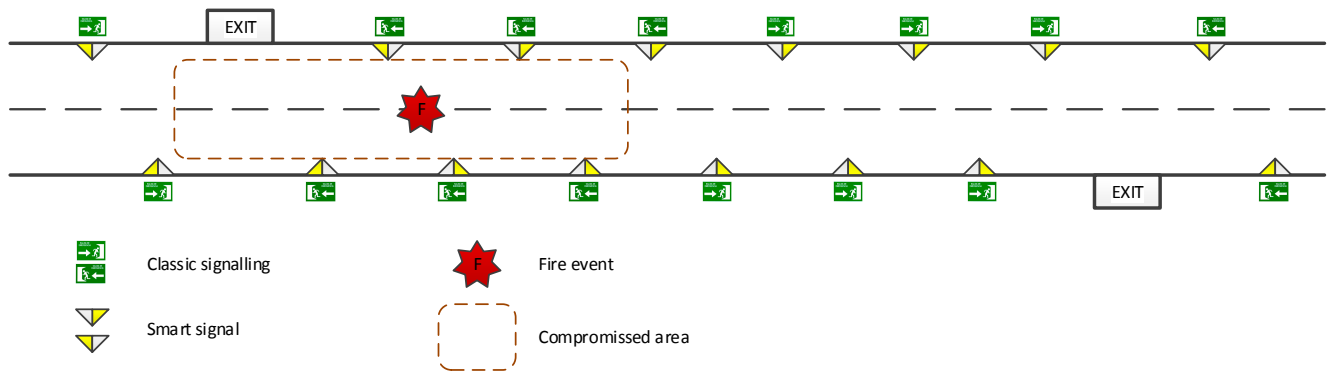 EXIT
F
EXIT
Classic signalling
F
Fire event
Smart signal
Compromissed area